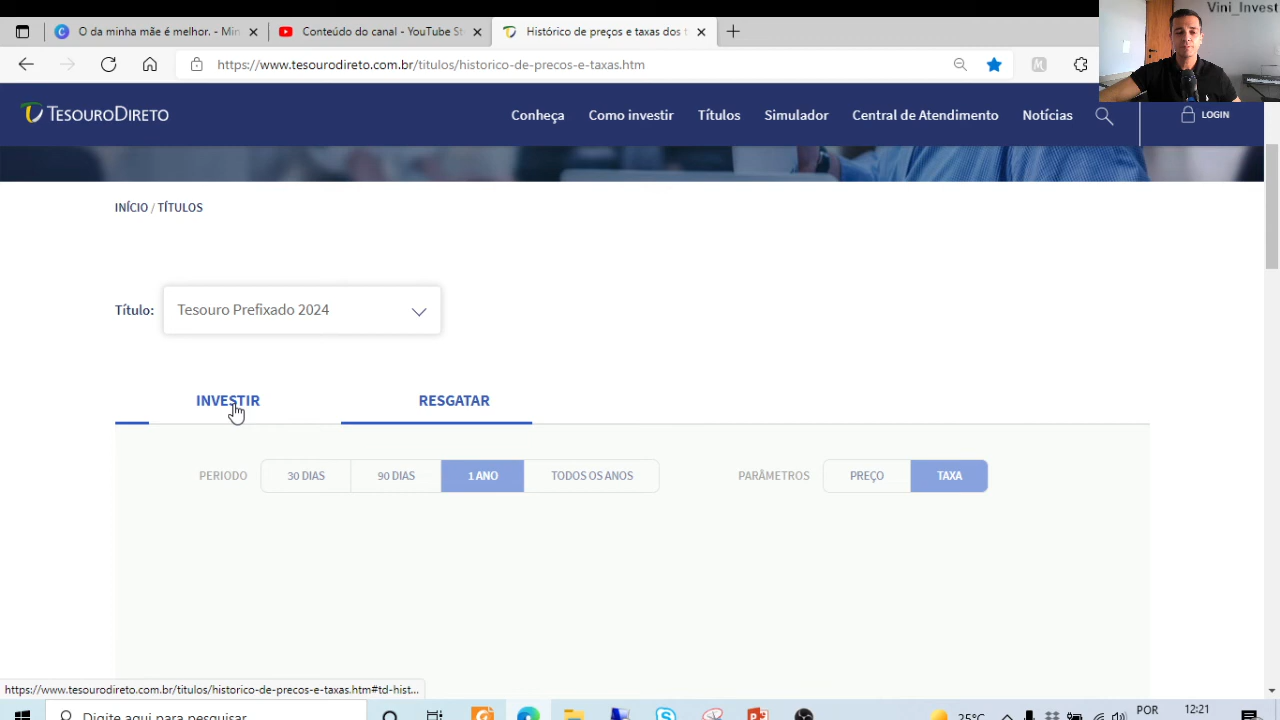 Vini_Invest
O da minha mãe é melhor. - Min
Conteúdo do canal - YouTube St
Histórico de preços e taxas dos t
https://www.tesourodireto.com.br/titulos/historico-de-precos-e-taxas.htm
TESOURODIRETO
Conheça
Como investir
Títulos
Simulador
Central de Atendimento
Notícias
LOGIN
INÍCIO / TÍTULOS
Título:
Tesouro Prefixado 2024
INVESTIR
RESGATAR
PERIODO
30 DIAS
90 DIAS
1 ANO
TODOS OS ANOS
PARÂMETROS
PREÇO
TAXA
https://www.tesourodireto.com.br/titulos/historico-de-precos-e-taxas.htm#td-hist...
Digite aqui para pesquisar
25°C
POR
12:21